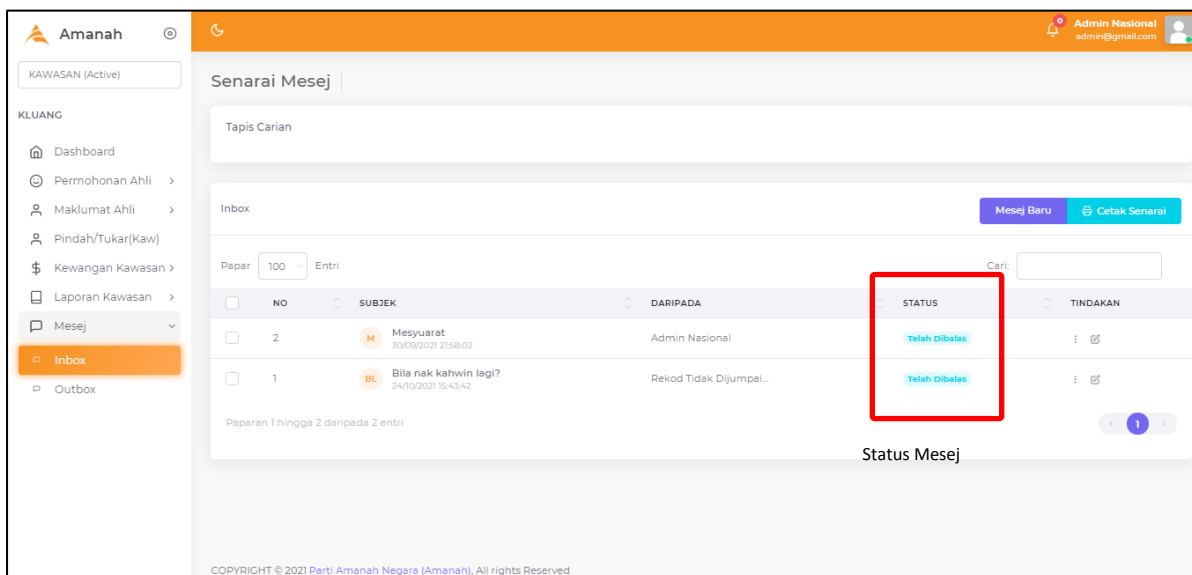 Amanah
0
Admin Nasional
admin@gmail.com
KAWASAN (Active)
Senarai Mesej
KLUANG
Tapis Carian
Dashboard
Permohonan Ahli
Maklumat Ahli
Pindah/Tukar(Kaw)
Kewangan Kawasan
Laporan Kawasan
Mesej
Inbox
Outbox
Inbox
Mesej Baru
Cetak Senarai
Papar 100 Entri
Cari:
NO SUBJEK DARIPADA STATUS TINDAKAN
2 M Mesyuarat Admin Nasional Telah Dibalas
30/09/2021 21:58:02
1 BL Bila nak kahwin lagi? Rekod Tidak Dijumpai... Telah Dibalas
24/10/2021 15:43:42
Paparan 1 hingga 2 daripada 2 entri
1
Status Mesej
COPYRIGHT © 2021 Parti Amanah Negara (Amanah), All rights Reserved